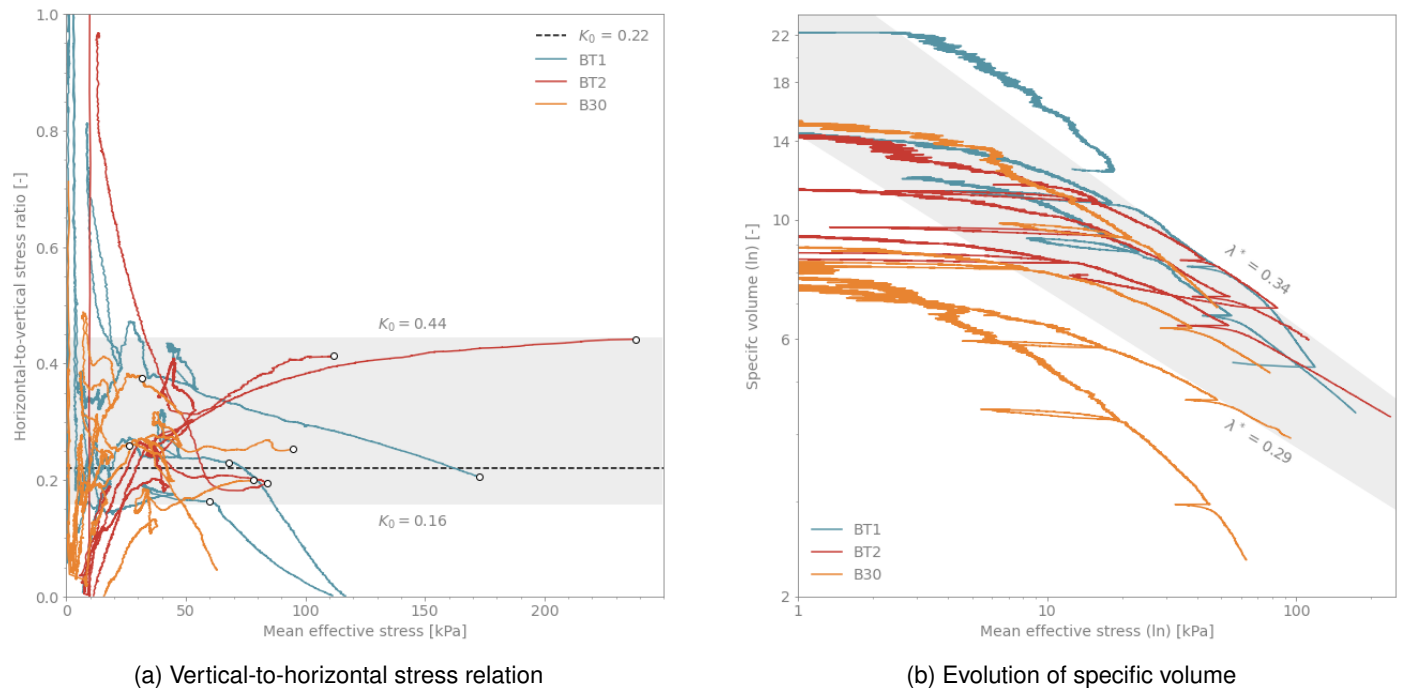 1.0
0.8
0.6
0.4
0.2
0.0
Horizontal-to-vertical stress ratio [-]
K₀ = 0.22
BT1
BT2
B30
K₀ = 0.44
K₀ = 0.16
0 50 100 150 200
Mean effective stress [kPa]
(a) Vertical-to-horizontal stress relation
22
18
14
10
6
2
Specifc volume (ln) [-]
λ* = 0.34
λ* = 0.29
BT1
BT2
B30
1 10 100
Mean effective stress (ln) [kPa]
(b) Evolution of specific volume